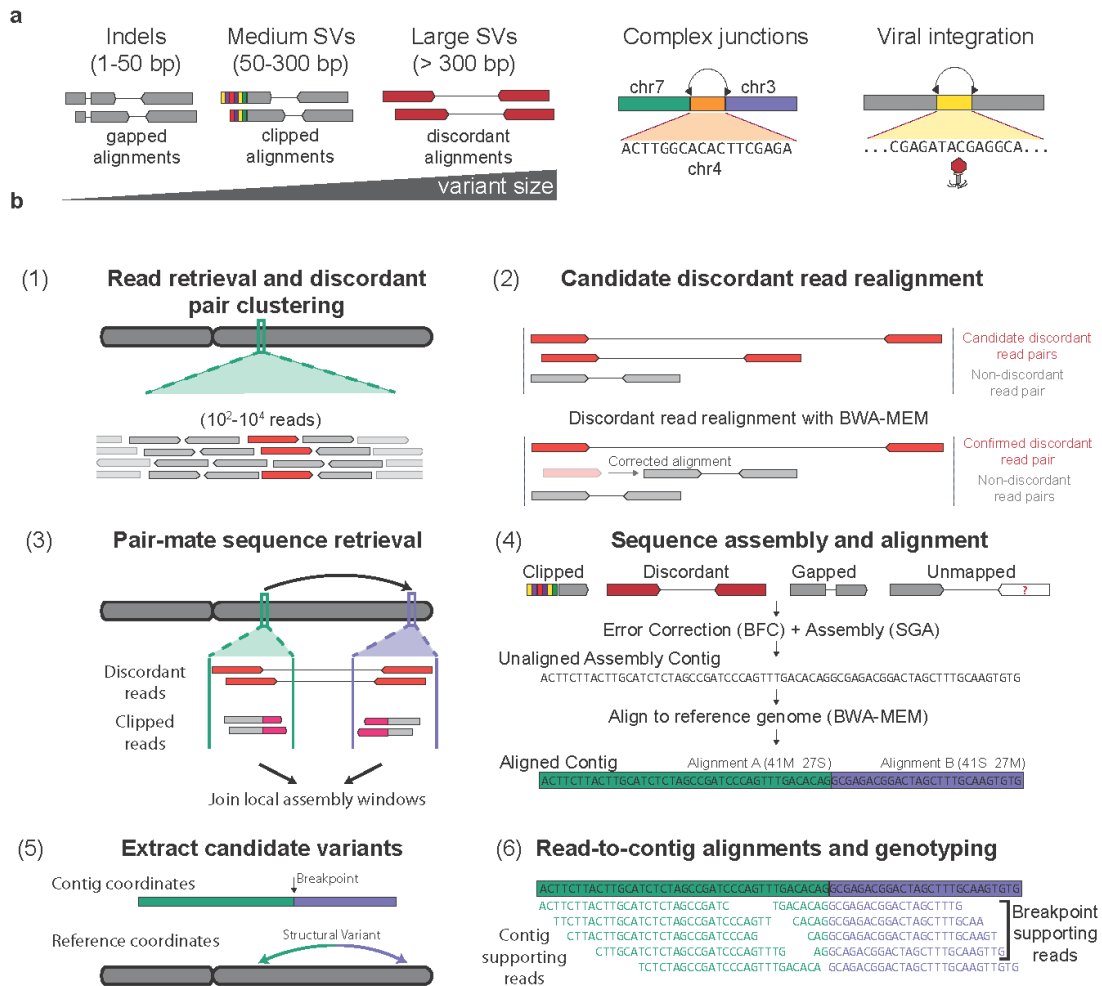 a
Indels
(1-50 bp)
Medium SVs
(50-300 bp)
Large SVs
(> 300 bp)
Complex junctions
Viral integration
chr7
chr3
gapped
alignments
clipped
alignments
discordant
alignments
ACTTGGCACACTTCGAGA
chr4
...CGAGATACGAGGCA...
variant size
b
(1)
Read retrieval and discordant
pair clustering
(10²-10⁴ reads)
(2)
Candidate discordant read realignment
Candidate discordant
read pairs
Non-discordant
read pair
Discordant read realignment with BWA-MEM
Corrected alignment
Confirmed discordant
read pair
Non-discordant
read pairs
(3)
Pair-mate sequence retrieval
Discordant
reads
Clipped
reads
Join local assembly windows
(4)
Sequence assembly and alignment
Clipped
Discordant
Gapped
Unmapped
?
Error Correction (BFC) + Assembly (SGA)
Unaligned Assembly Contig
ACTTCTTACTTGCATCTCTAGCCGATCCCAGTTTGACACAGGCGAGACGGACTAGCTTTGCAAGTGTG
Align to reference genome (BWA-MEM)
Aligned Contig
Alignment A (41M 27S)
Alignment B (41S 27M)
ACTTCTTACTTGCATCTCTAGCCGATCCCAGTTTGACACAGGCGAGACGGACTAGCTTTGCAAGTGTG
(5)
Extract candidate variants
Contig coordinates
Breakpoint
Reference coordinates
Structural Variant
(6)
Read-to-contig alignments and genotyping
ACTTCTTACTTGCATCTCTAGCCGATCCCAGTTTGACACAGGCGAGACGGACTAGCTTTGCAAGTGTG
ACTTCTTACTTGCATCTCTAGCCGATC TGACACAGGCGAGACGGACTAGCTTTG
TTCTTACTTGCATCTCTAGCCGATCCCAGTT CACAGGCGAGACGGACTAGCTTTGCAA
CTTACTTGCATCTCTAGCCGATCCCAG CAGGCGAGACGGACTAGCTTTGCAAGT
CTTGCATCTCTAGCCGATCCCAGTTTG AGGCGAGACGGACTAGCTTTGCAAGTTG
TCTCTAGCCGATCCCAGTTTGACACA GCAGACGGACTAGCTTTGCAAGTTGTG
Contig
supporting
reads
Breakpoint
supporting
reads